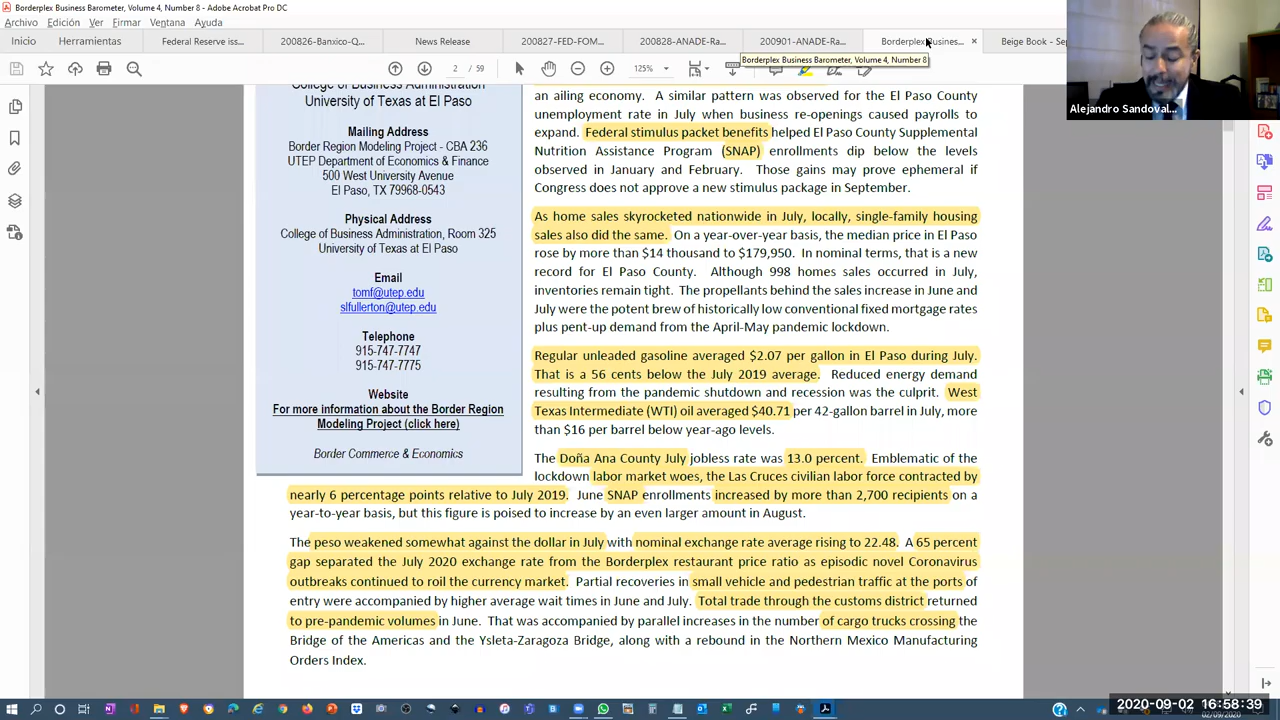 Borderplex Business Barometer, Volume 4, Number 8 - Adobe Acrobat Pro DC
Archivo Edición Ver Firmar Ventana Ayuda
Inicio Herramientas Federal Reserve iss... 200826-Banxico-Q... News Release 200827-FED-FOM... 200828-ANADE-Ra... 200901-ANADE-Ra... Borderplex Busines... × Beige Book - Sep
Borderplex Business Barometer, Volume 4, Number 8
2 / 59 125%
Alejandro Sandoval...
College of Business Administration
University of Texas at El Paso
Mailing Address
Border Region Modeling Project - CBA 236
UTEP Department of Economics & Finance
500 West University Avenue
El Paso, TX 79968-0543
Physical Address
College of Business Administration, Room 325
University of Texas at El Paso
Email
tomf@utep.edu
slfullerton@utep.edu
Telephone
915-747-7747
915-747-7775
Website
For more information about the Border Region
Modeling Project (click here)
Border Commerce & Economics
an ailing economy. A similar pattern was observed for the El Paso County
unemployment rate in July when business re-openings caused payrolls to
expand. Federal stimulus packet benefits helped El Paso County Supplemental
Nutrition Assistance Program (SNAP) enrollments dip below the levels
observed in January and February. Those gains may prove ephemeral if
Congress does not approve a new stimulus package in September.
As home sales skyrocketed nationwide in July, locally, single-family housing
sales also did the same. On a year-over-year basis, the median price in El Paso
rose by more than $14 thousand to $179,950. In nominal terms, that is a new
record for El Paso County. Although 998 homes sales occurred in July,
inventories remain tight. The propellants behind the sales increase in June and
July were the potent brew of historically low conventional fixed mortgage rates
plus pent-up demand from the April-May pandemic lockdown.
Regular unleaded gasoline averaged $2.07 per gallon in El Paso during July.
That is a 56 cents below the July 2019 average. Reduced energy demand
resulting from the pandemic shutdown and recession was the culprit. West
Texas Intermediate (WTI) oil averaged $40.71 per 42-gallon barrel in July, more
than $16 per barrel below year-ago levels.
The Doña Ana County July jobless rate was 13.0 percent. Emblematic of the
lockdown labor market woes, the Las Cruces civilian labor force contracted by
nearly 6 percentage points relative to July 2019. June SNAP enrollments increased by more than 2,700 recipients on a
year-to-year basis, but this figure is poised to increase by an even larger amount in August.
The peso weakened somewhat against the dollar in July with nominal exchange rate average rising to 22.48. A 65 percent
gap separated the July 2020 exchange rate from the Borderplex restaurant price ratio as episodic novel Coronavirus
outbreaks continued to roil the currency market. Partial recoveries in small vehicle and pedestrian traffic at the ports of
entry were accompanied by higher average wait times in June and July. Total trade through the customs district returned
to pre-pandemic volumes in June. That was accompanied by parallel increases in the number of cargo trucks crossing the
Bridge of the Americas and the Ysleta-Zaragoza Bridge, along with a rebound in the Northern Mexico Manufacturing
Orders Index.
2020-09-02 16:58:39
02/09/2020